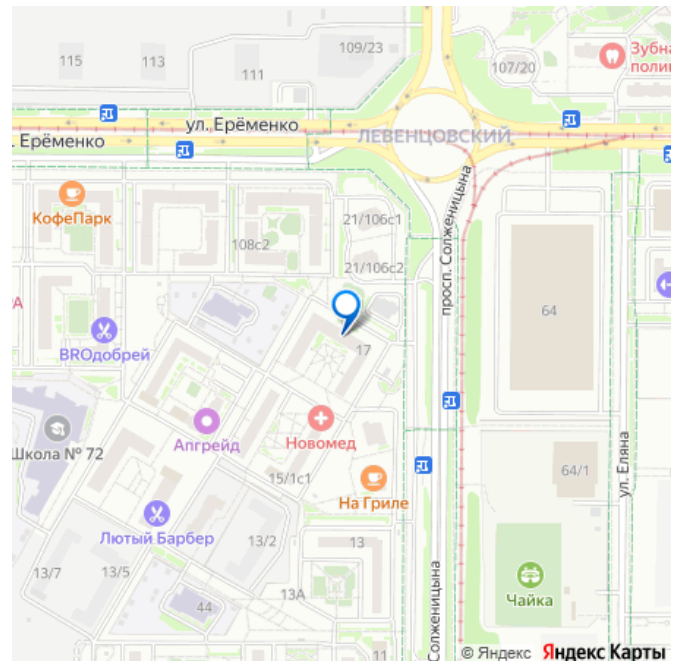 109/23
115
113
111
107/20
Зубна
поли
ул. Ерёменко
. Ерёменко
ЛЕВЕНЦОВСКИЙ
КофеПарк
21/106с1
108с2
21/106с2
просп. Солженицына
64
РА
BROдобрей
17
Школа № 72
Апгрейд
Новомед
15/1с1
64/1
ул. Еляна
На Гриле
Лютый Барбер
13/2
13
13/7
13/5
13А
Чайка
44
11
Солженицына
© Яндекс Яндекс Карты